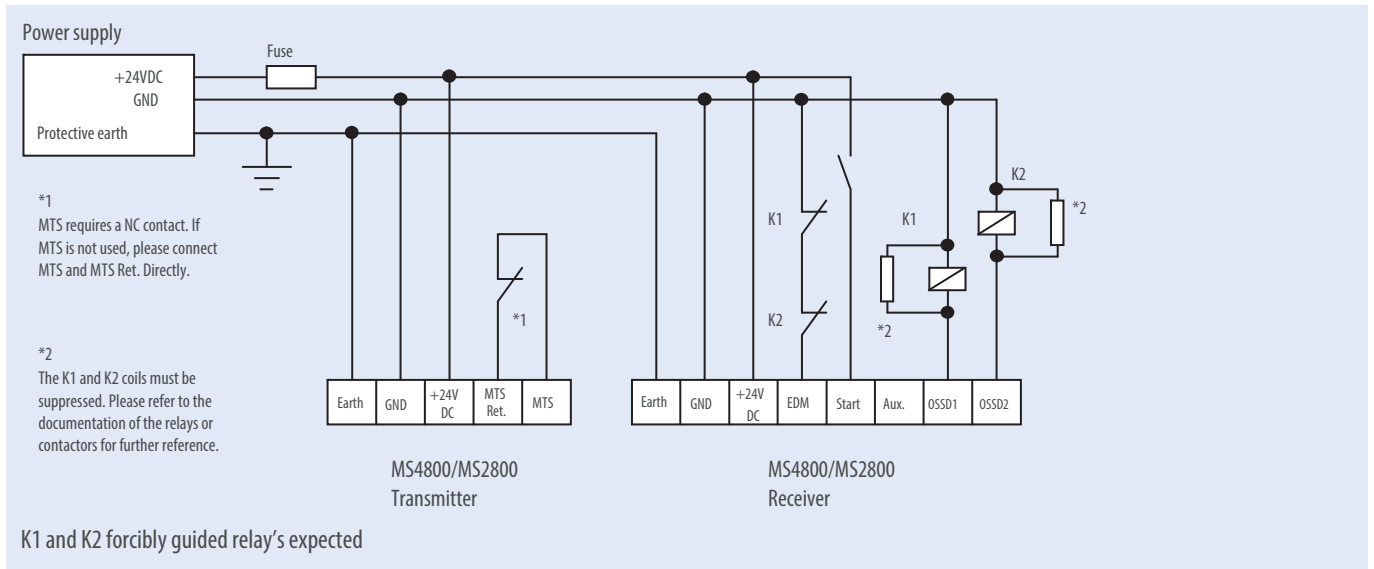 Power supply
Fuse
+24VDC
GND
Protective earth
*1
MTS requires a NC contact. If
MTS is not used, please connect
MTS and MTS Ret. Directly.
*2
The K1 and K2 coils must be
suppressed. Please refer to the
documentation of the relays or
contactors for further reference.
*1
K1
K2
K1
*2
K2
*2
Earth
GND
+24V
DC
MTS
Ret.
MTS
Earth
GND
+24V
DC
EDM
Start
Aux.
OSSD1
OSSD2
MS4800/MS2800
Transmitter
MS4800/MS2800
Receiver
K1 and K2 forcibly guided relay's expected